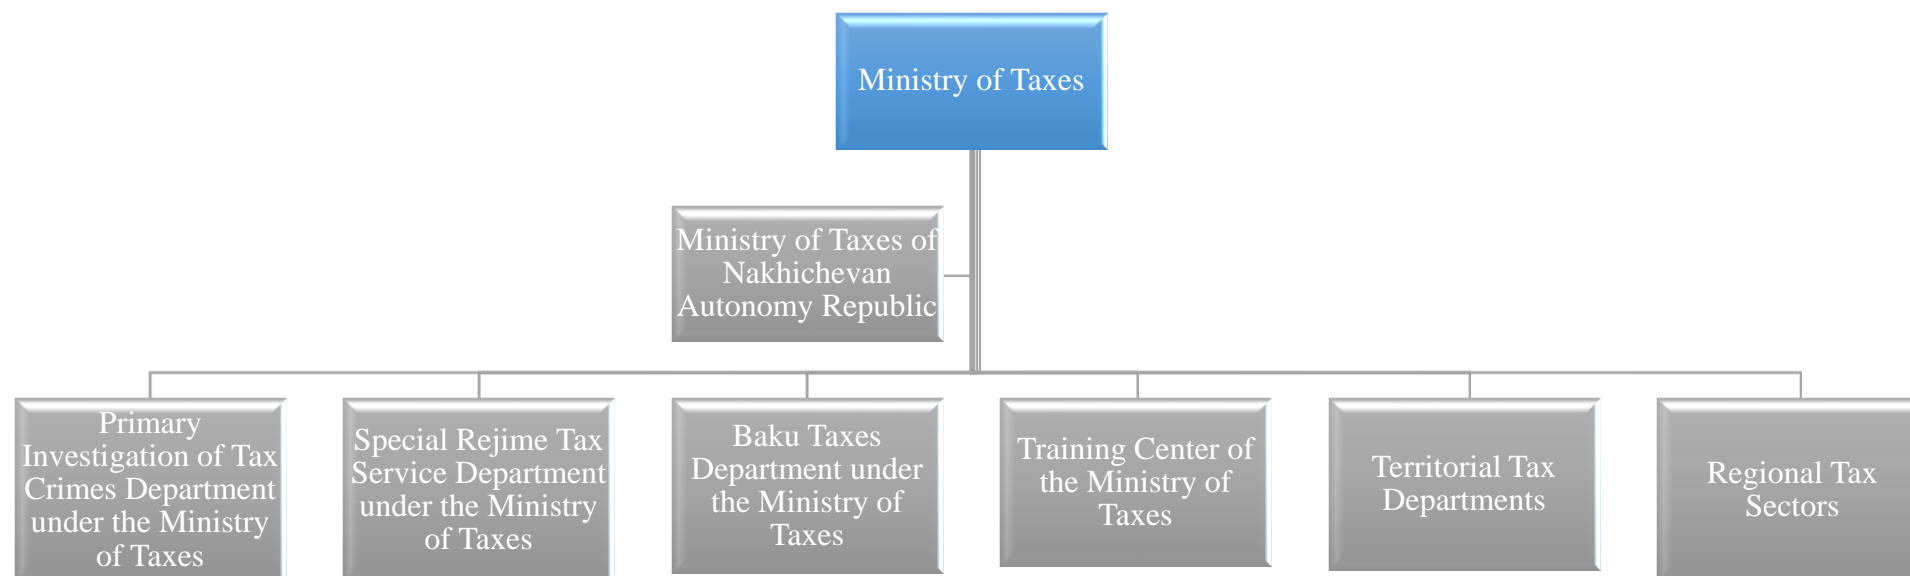 Ministry of Taxes
Ministry of Taxes of
Nakhichevan
Autonomy Republic
Primary
Investigation of Tax
Crimes Department
under the Ministry
of Taxes
Special Rejime Tax
Service Department
under the Ministry
of Taxes
Baku Taxes
Department under
the Ministry of
Taxes
Training Center of
the Ministry of
Taxes
Territorial Tax
Departments
Regional Tax
Sectors